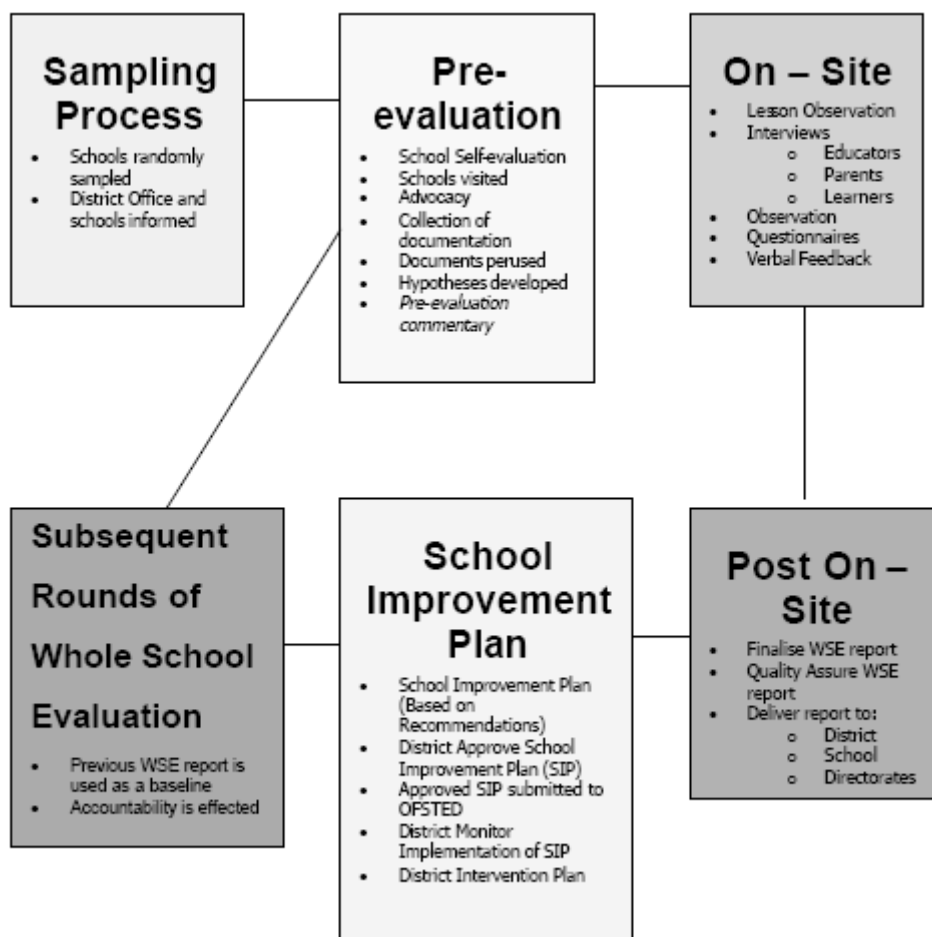 Sampling
Process
• Schools randomly
sampled
• District Office and
schools informed
Pre-
evaluation
• School Self-evaluation
• Schools visited
• Advocacy
• Collection of
documentation
• Documents perused
• Hypotheses developed
• Pre-evaluation
commentary
On – Site
• Lesson Observation
• Interviews
o Educators
o Parents
o Learners
• Observation
• Questionnaires
• Verbal Feedback
Subsequent
Rounds of
Whole School
Evaluation
• Previous WSE report is
used as a baseline
• Accountability is effected
School
Improvement
Plan
• School Improvement Plan
(Based on
Recommendations)
• District Approve School
Improvement Plan (SIP)
• Approved SIP submitted to
OFSTED
• District Monitor
Implementation of SIP
• District Intervention Plan
Post On –
Site
• Finalise WSE report
• Quality Assure WSE
report
• Deliver report to:
o District
o School
o Directorates